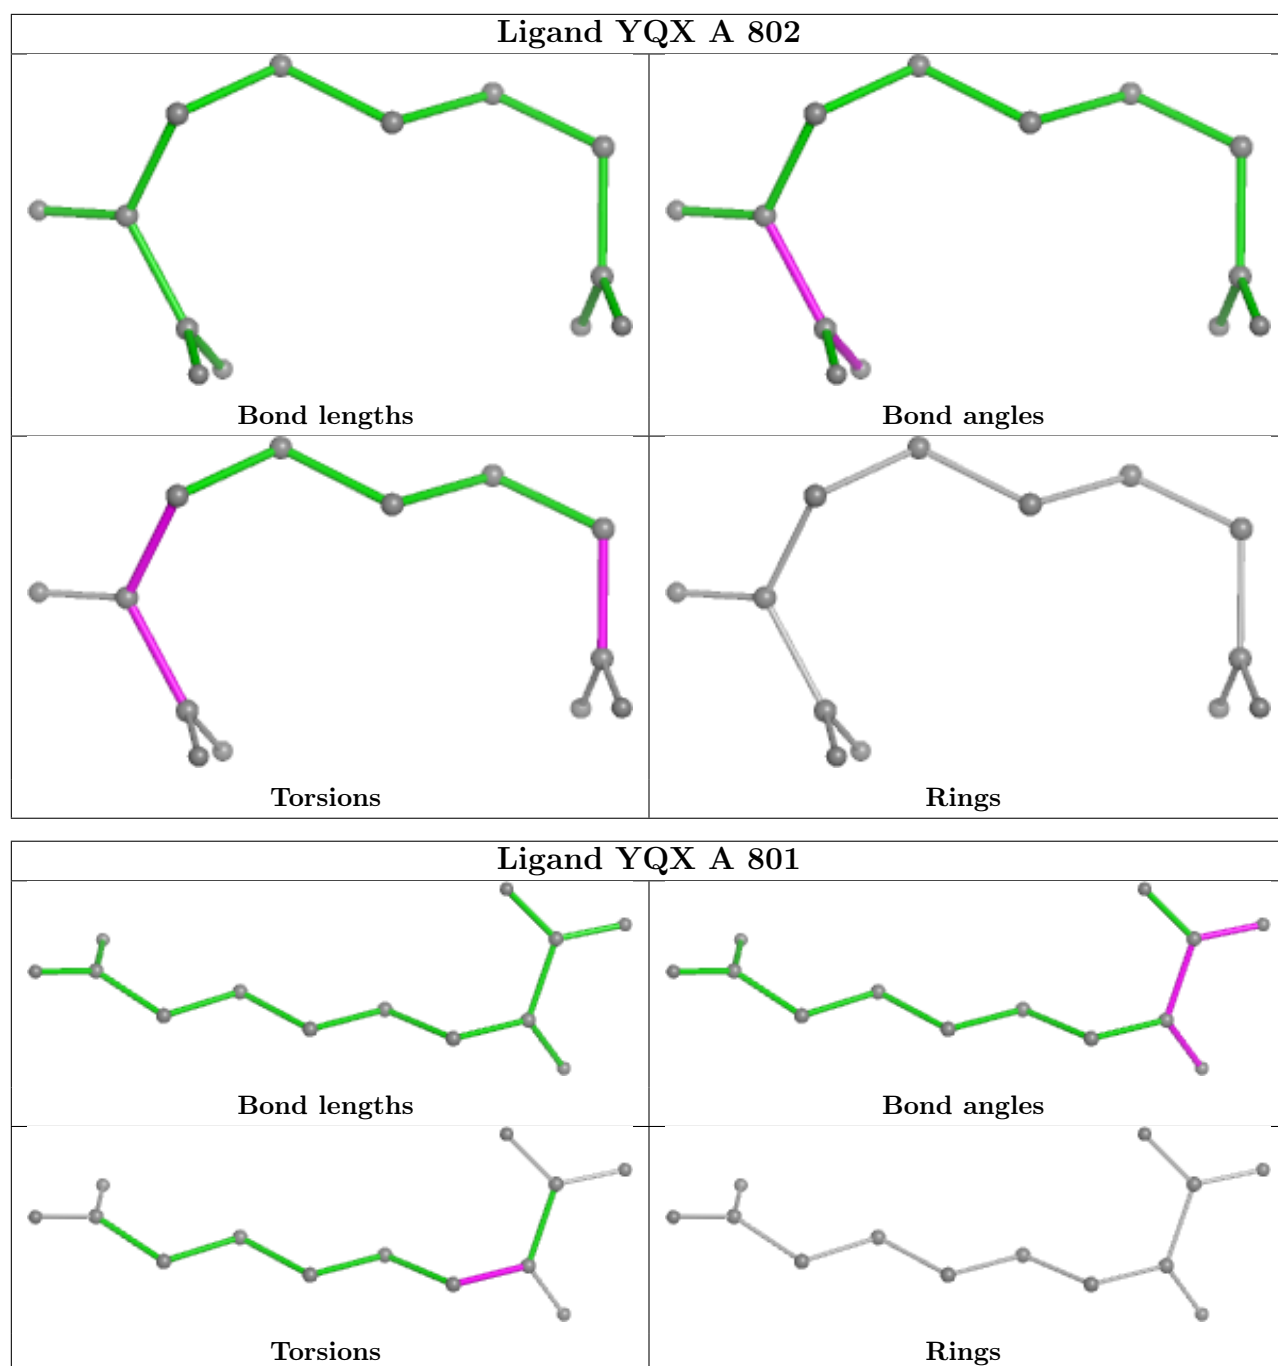 Ligand YQX A 802
Bond lengths
Bond angles
Torsions
Rings
Ligand YQX A 801
Bond lengths
Bond angles
Torsions
Rings